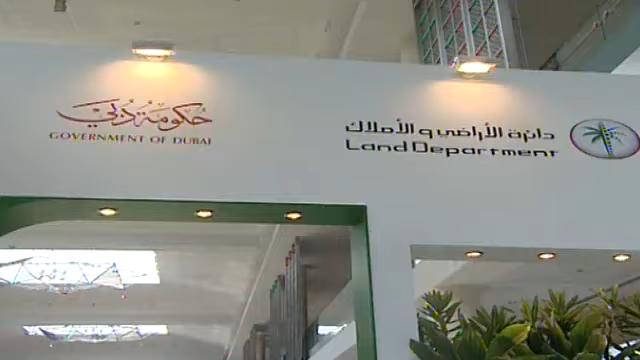 حكومة دبي
GOVERNMENT OF DUBAI
دائرة الأراضي و الأملاك
Land Department